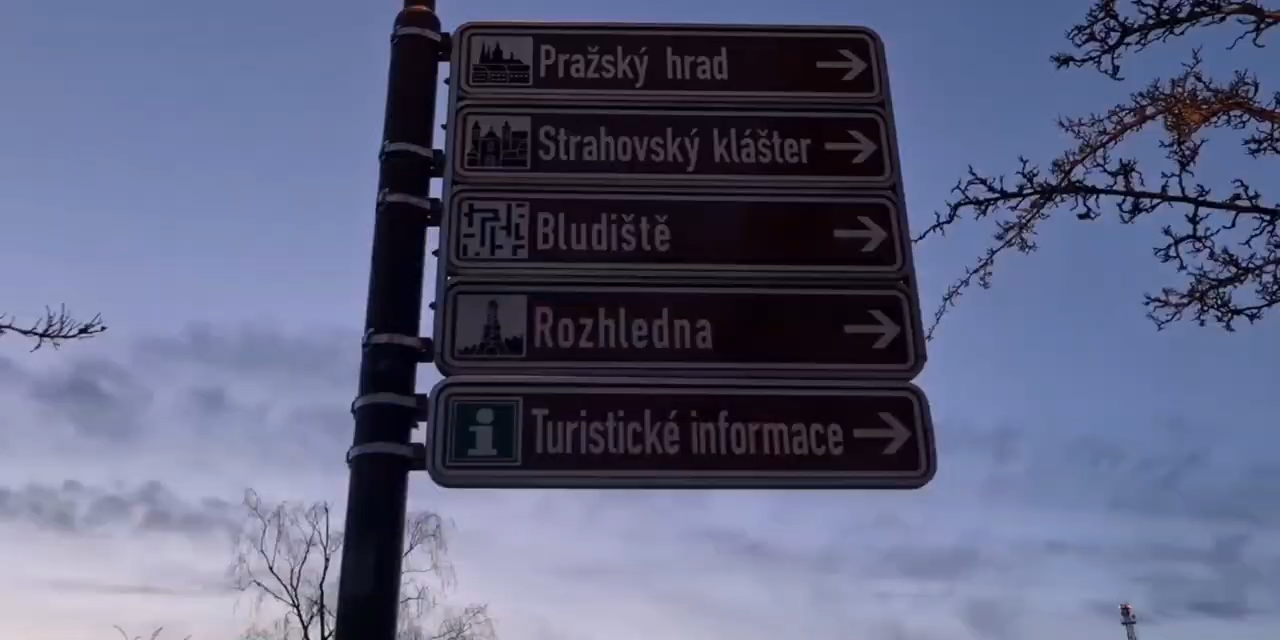 Pražský hrad
Strahovský klášter
Bludiště
Rozhledna
i Turistické informace